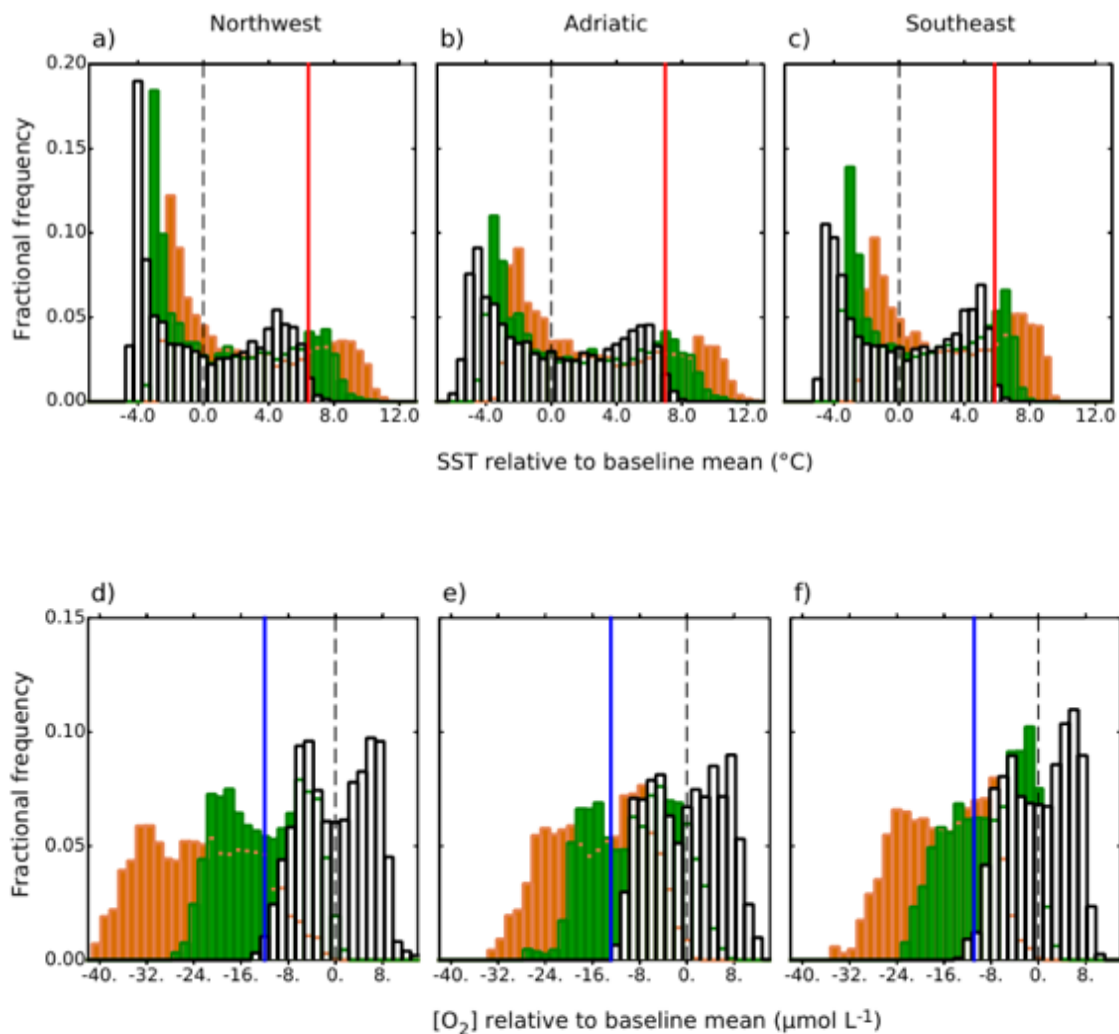 Northwest Adriatic Southeast
a) b) c)
0.20
0.15
0.10
0.05
0.00
Fractional frequency
-4.0 0.0 4.0 8.0 12.0 -4.0 0.0 4.0 8.0 12.0 -4.0 0.0 4.0 8.0 12.0
SST relative to baseline mean (°C)
d) e) f)
0.15
0.10
0.05
0.00
Fractional frequency
-40. -32. -24. -16. -8. 0. 8. -40. -32. -24. -16. -8. 0. 8. -40. -32. -24. -16. -8. 0. 8.
[O₂] relative to baseline mean (μmol L⁻¹)